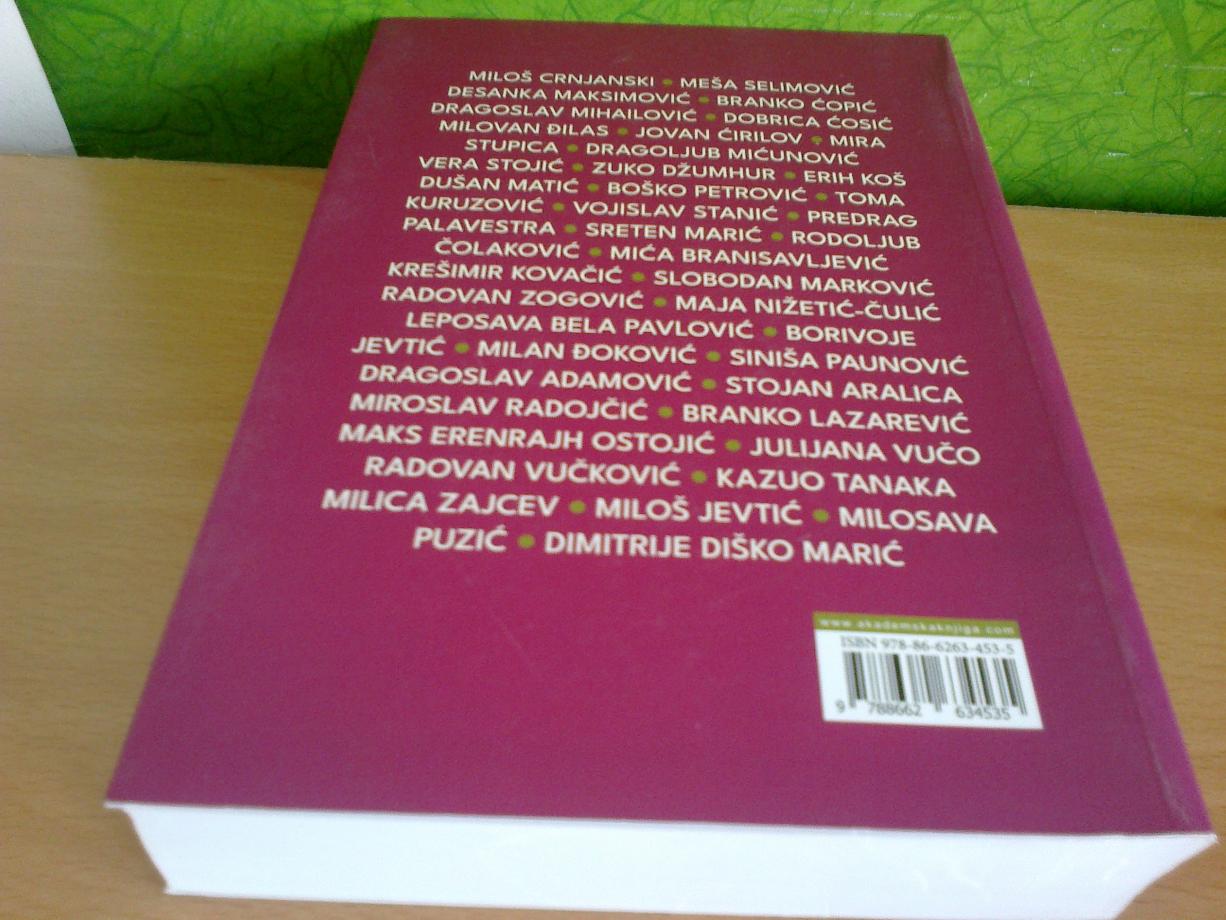 MILOŠ CRNJANSKI • MEŠA SELIMOVIĆ
DESANKA MAKSIMOVIĆ • BRANKO ĆOPIĆ
DRAGOSLAV MIHAILOVIĆ • DOBRICA ĆOSIĆ
MILOVAN ĐILAS • JOVAN ĆIRILOV • MIRA
STUPICA • DRAGOLJUB MIĆUNOVIĆ
VERA STOJIĆ • ZUKO DŽUMHUR • ERIH KOŠ
DUŠAN MATIĆ • BOŠKO PETROVIĆ • TOMA
KURUZOVIĆ • VOJISLAV STANIĆ • PREDRAG
PALAVESTRA • SRETEN MARIĆ • RODOLJUB
ČOLAKOVIĆ • MIĆA BRANISAVLJEVIĆ
KREŠIMIR KOVAČIĆ • SLOBODAN MARKOVIĆ
RADOVAN ZOGOVIĆ • MAJA NIŽETIĆ-ČULIĆ
LEPOSAVA BELA PAVLOVIĆ • BORIVOJE
JEVTIĆ • MILAN ĐOKOVIĆ • SINIŠA PAUNOVIĆ
DRAGOSLAV ADAMOVIĆ • STOJAN ARALICA
MIROSLAV RADOJČIĆ • BRANKO LAZAREVIĆ
MAKS ERENRAJH OSTOJIĆ • JULIJANA VUČO
RADOVAN VUČKOVIĆ • KAZUO TANAKA
MILICA ZAJCEV • MILOŠ JEVTIĆ • MILOSAVA
PUZIĆ • DIMITRIJE DIŠKO MARIĆ
www.akademskaknjiga.com
ISBN 978-86-6263-453-5
9 788662 634535